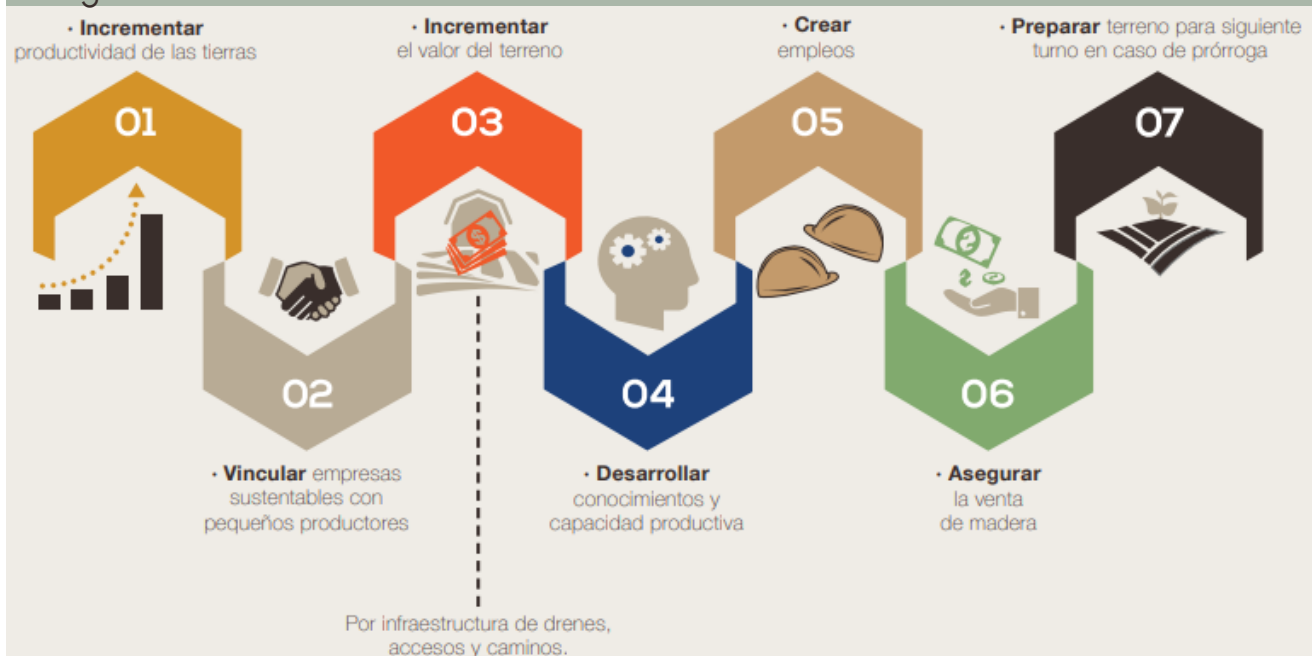 · Incrementar
productividad de las tierras
01
02
· Vincular empresas
sustentables con
pequeños productores
· Incrementar
el valor del terreno
03
$
Por infraestructura de drenes,
accesos y caminos.
04
· Desarrollar
conocimientos y
capacidad productiva
· Crear
empleos
05
06
· Asegurar
la venta
de madera
· Preparar terreno para siguiente
turno en caso de prórroga
07